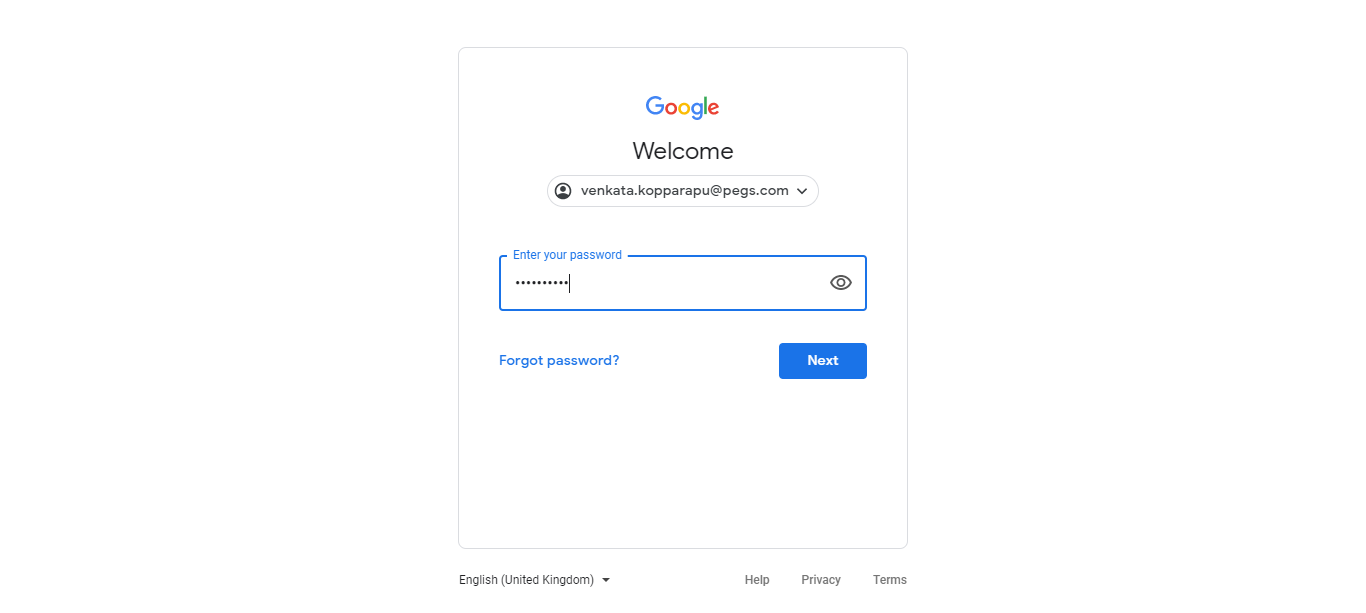 Google
Welcome
venkata.kopparapu@pegs.com
Enter your password
••••••••••
Forgot password?
Next
English (United Kingdom)
Help Privacy Terms